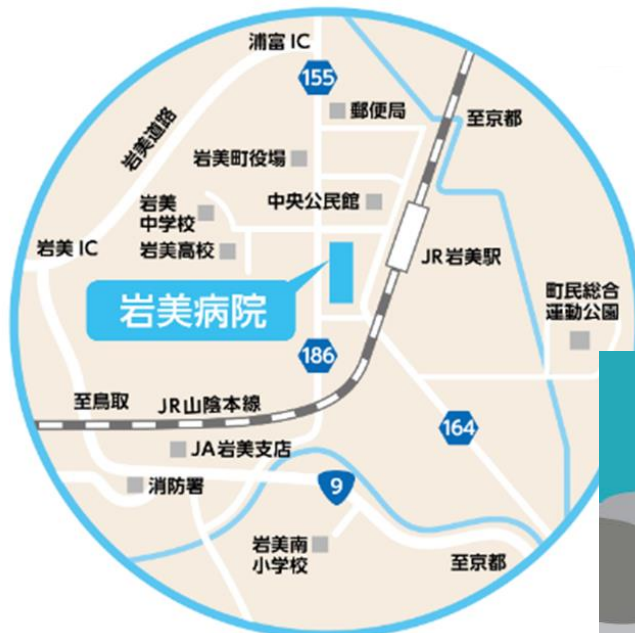 浦富 IC
155
郵便局
至京都
岩美道路
岩美町役場
岩美
中学校
中央公民館
岩美 IC
岩美高校
JR岩美駅
町民総合
運動公園
岩美病院
186
至鳥取
JR山陰本線
164
JA岩美支店
消防署
9
岩美南
小学校
至京都